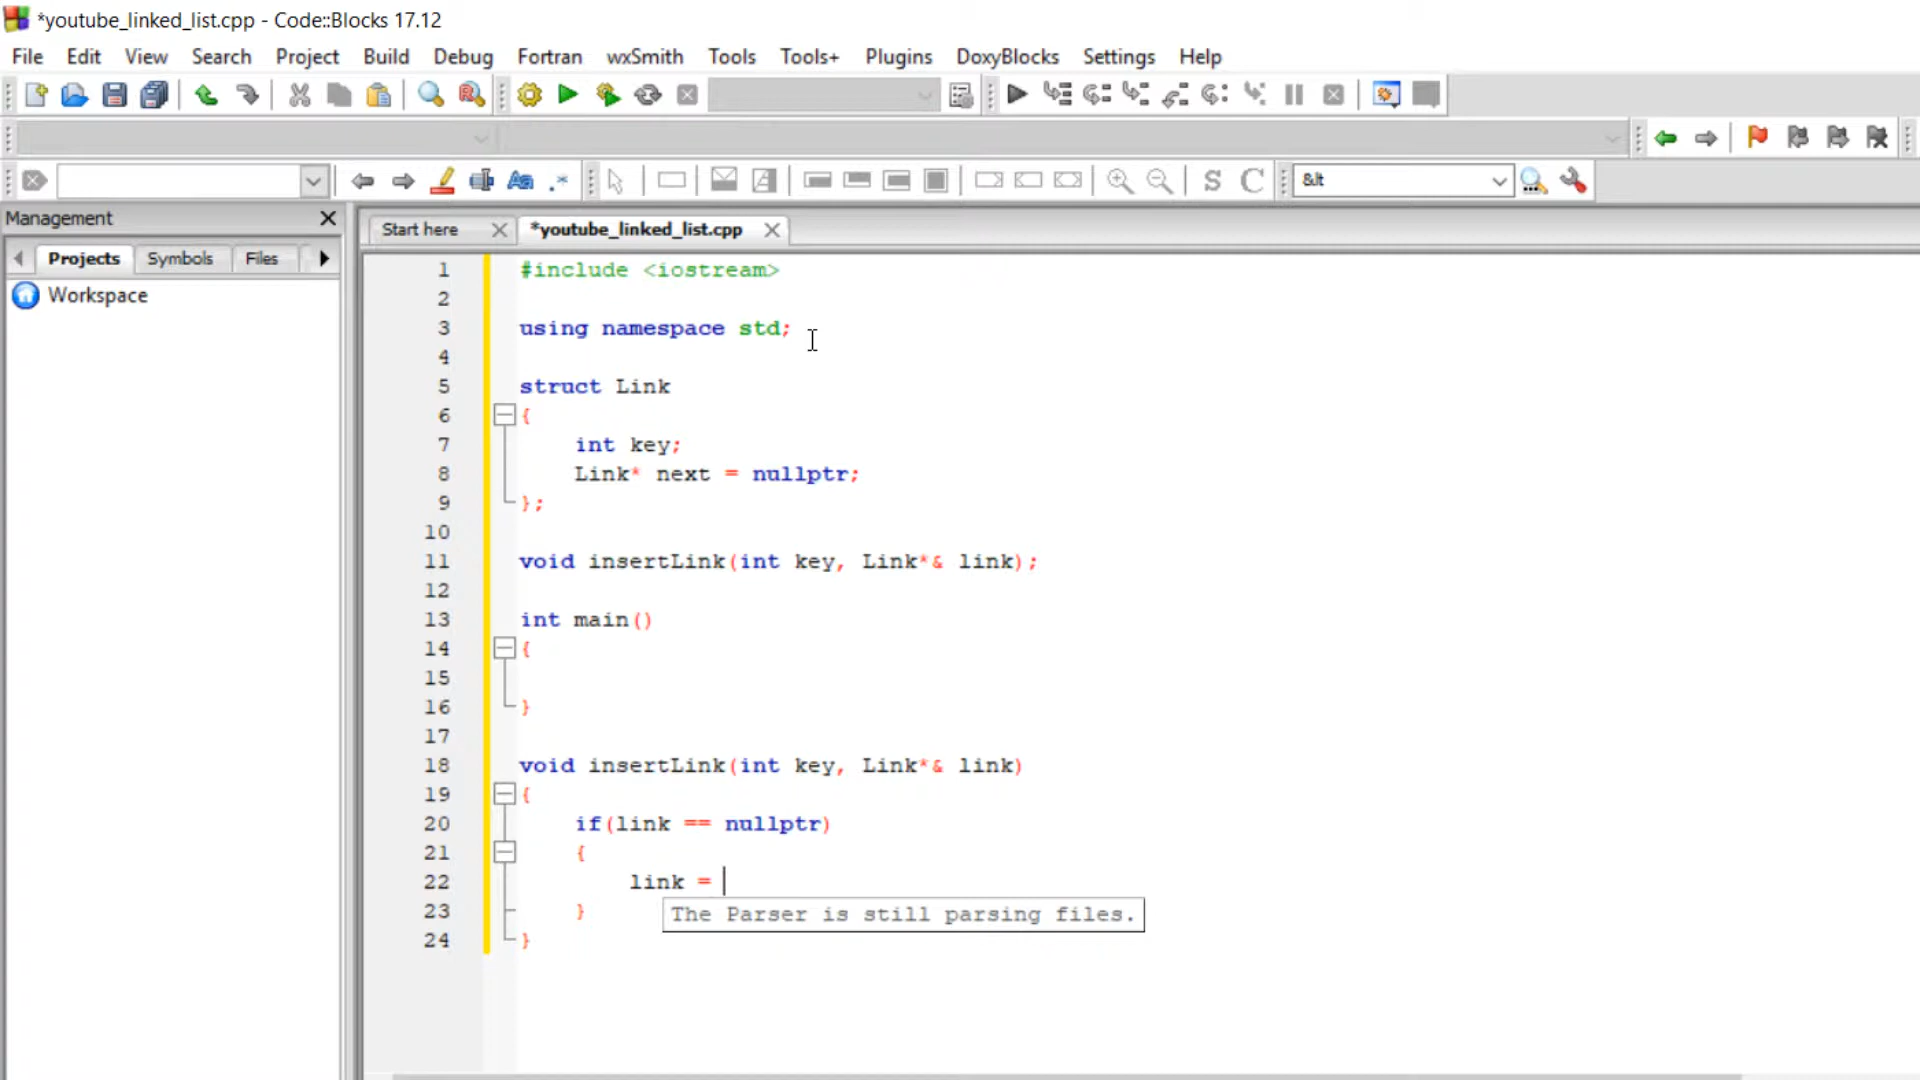 *youtube_linked_list.cpp - Code::Blocks 17.12
File Edit View Search Project Build Debug Fortran wxSmith Tools Tools+ Plugins DoxyBlocks Settings Help
S C &lt
Management
Projects Symbols Files
Workspace
Start here *youtube_linked_list.cpp
1 #include <iostream>
2
3 using namespace std;
4
5 struct Link
6 {
7 int key;
8 Link* next = nullptr;
9 };
10
11 void insertLink(int key, Link*& link);
12
13 int main()
14 {
15
16 }
17
18 void insertLink(int key, Link*& link)
19 {
20 if(link == nullptr)
21 {
22 link =
23 }
The Parser is still parsing files.
24 }